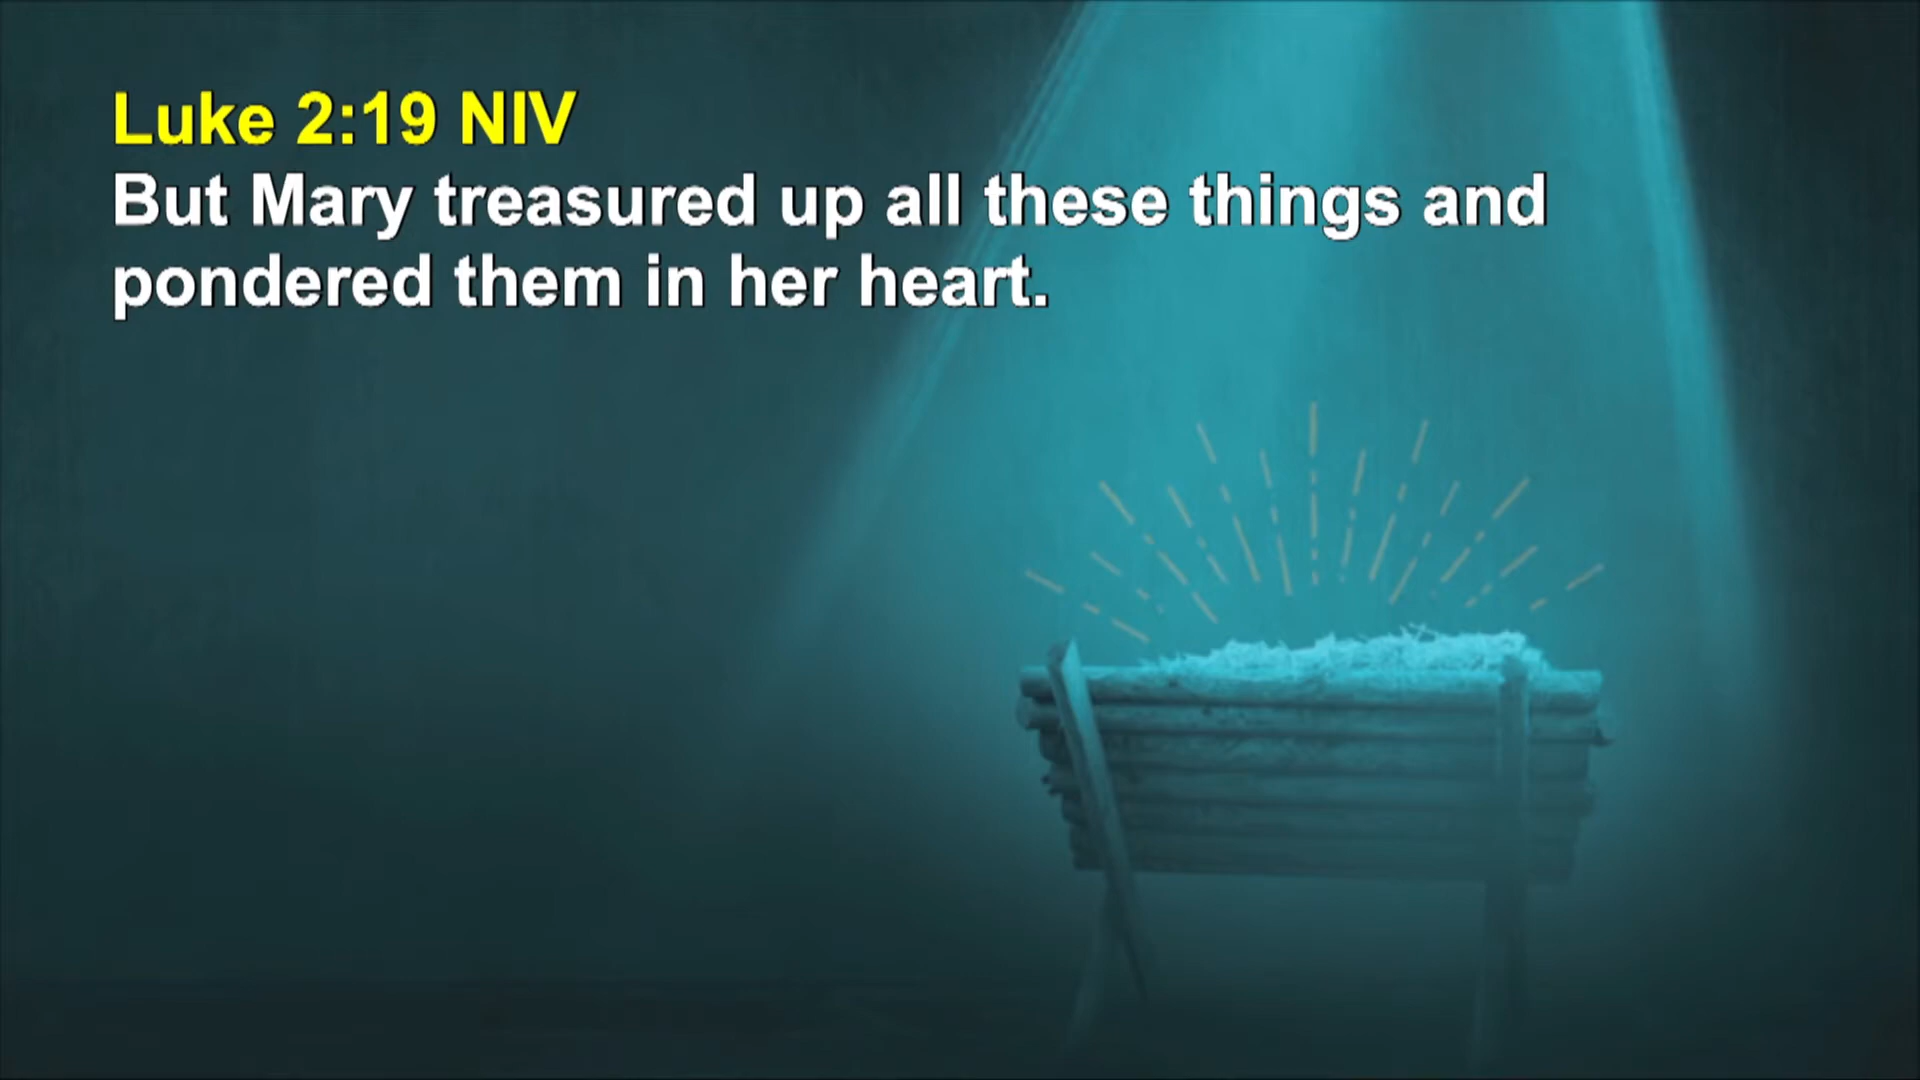 Luke 2:19 NIV
But Mary treasured up all these things and
pondered them in her heart.